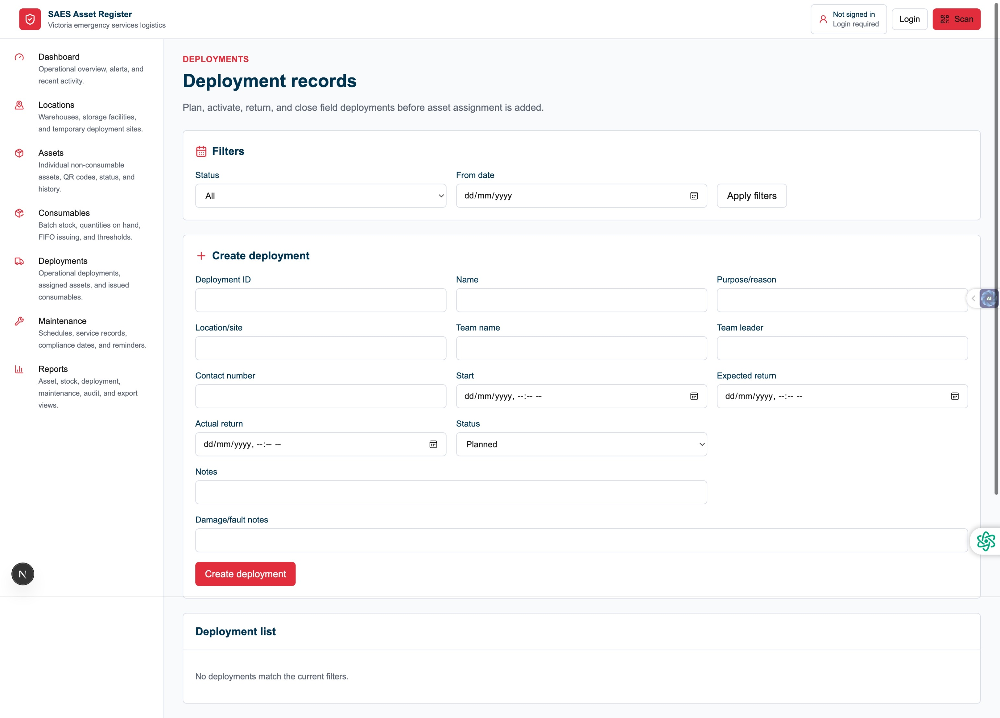 SAES Asset Register
Victoria emergency services logistics
Not signed in
Login required
Login
Scan
Dashboard
Operational overview, alerts, and
recent activity.
Locations
Warehouses, storage facilities,
and temporary deployment sites.
Assets
Individual non-consumable
assets, QR codes, status, and
history.
Consumables
Batch stock, quantities on hand,
FIFO issuing, and thresholds.
Deployments
Operational deployments,
assigned assets, and issued
consumables.
Maintenance
Schedules, service records,
compliance dates, and reminders.
Reports
Asset, stock, deployment,
maintenance, audit, and export
views.
N
DEPLOYMENTS
Deployment records
Plan, activate, return, and close field deployments before asset assignment is added.
Filters
Status
From date
All
dd/mm/yyyy
Apply filters
Create deployment
Deployment ID
Name
Purpose/reason
AI
Location/site
Team name
Team leader
Contact number
Start
Expected return
dd/mm/yyyy, --:-- --
dd/mm/yyyy, --:-- --
Actual return
Status
dd/mm/yyyy, --:-- --
Planned
Notes
Damage/fault notes
Create deployment
Deployment list
No deployments match the current filters.